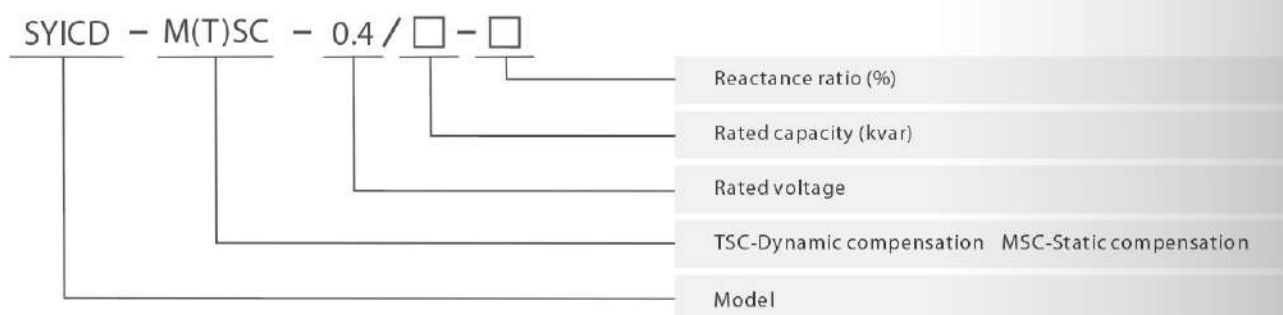 SYICD - M(T)SC - 0.4 / □ - □
Reactance ratio (%)
Rated capacity (kvar)
Rated voltage
TSC-Dynamic compensation MSC-Static compensation
Model